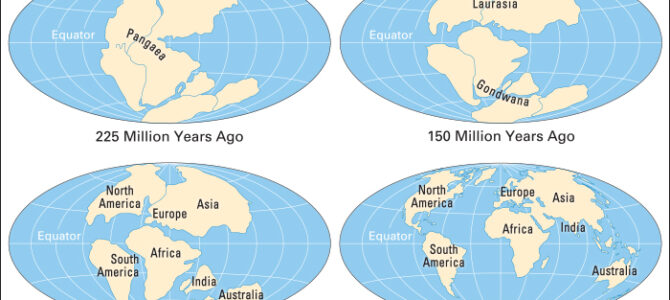 Equator
Pangaea
225 Million Years Ago
Laurasia
Equator
Gondwana
150 Million Years Ago
North
America
Europe
Asia
Equator
South
America
Africa
India
Australia
North
America
Europe
Asia
Equator
Africa
India
South
America
Australia